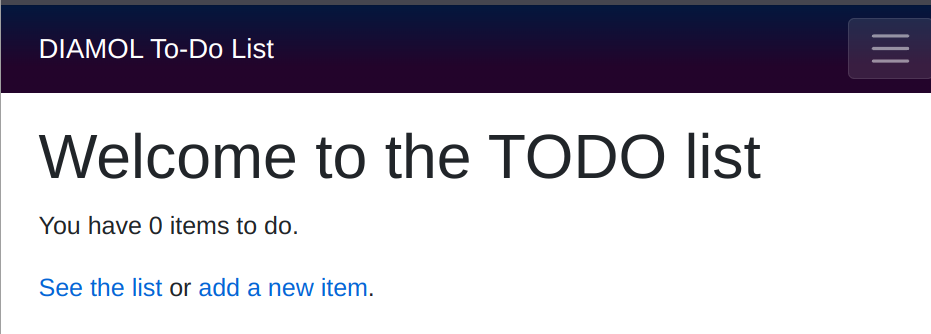 DIAMOL To-Do List
Welcome to the TODO list
You have 0 items to do.
See the list or add a new item.